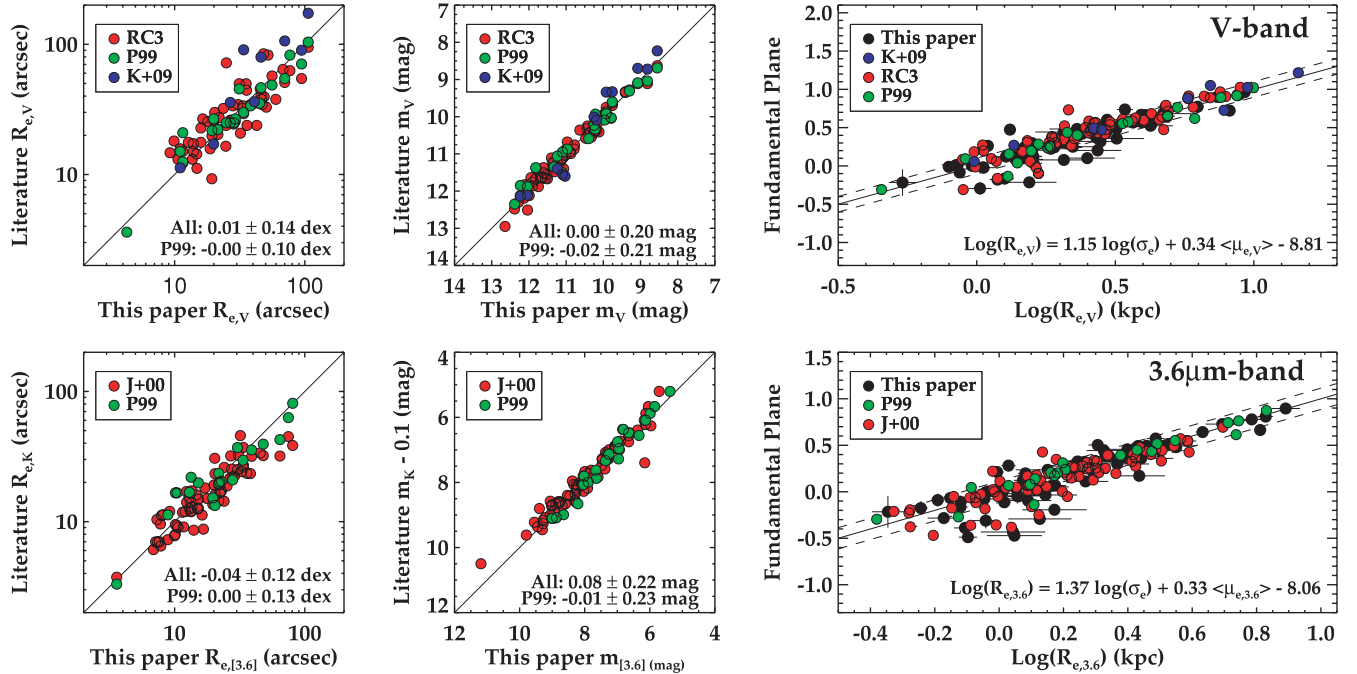 RC3
P99
K+09
Literature R_e,V (arcsec)
100
10
All: 0.01 ± 0.14 dex
P99: -0.00 ± 0.10 dex
10 100
This paper R_e,V (arcsec)
RC3
P99
K+09
Literature m_V (mag)
7
8
9
10
11
12
13
14
All: 0.00 ± 0.20 mag
P99: -0.02 ± 0.21 mag
14 13 12 11 10 9 8 7
This paper m_V (mag)
V-band
This paper
K+09
RC3
P99
Fundamental Plane
2.0
1.5
1.0
0.5
0.0
-0.5
-1.0
Log(R_e,V) = 1.15 log(σ_e) + 0.34 <μ_e,V> - 8.81
-0.5 0.0 0.5 1.0
Log(R_e,V) (kpc)
J+00
P99
Literature R_e,K (arcsec)
100
10
All: -0.04 ± 0.12 dex
P99: 0.00 ± 0.13 dex
10 100
This paper R_e,[3.6] (arcsec)
J+00
P99
Literature m_K - 0.1 (mag)
4
6
8
10
12
All: 0.08 ± 0.22 mag
P99: -0.01 ± 0.23 mag
12 10 8 6 4
This paper m_[3.6] (mag)
3.6μm-band
This paper
P99
J+00
Fundamental Plane
1.5
1.0
0.5
0.0
-0.5
-1.0
Log(R_e,3.6) = 1.37 log(σ_e) + 0.33 <μ_e,3.6> - 8.06
-0.4 -0.2 0.0 0.2 0.4 0.6 0.8 1.0
Log(R_e,3.6) (kpc)